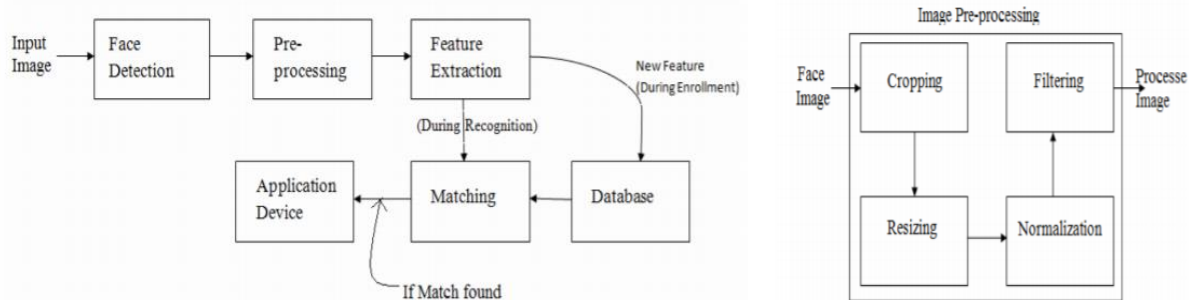 Input
Image
Face
Detection
Pre-
processing
Feature
Extraction
New Feature
(During Enrollment)
(During Recognition)
Application
Device
Matching
Database
If Match found
Image Pre-processing
Face
Image
Cropping
Filtering
Processe
Image
Resizing
Normalization